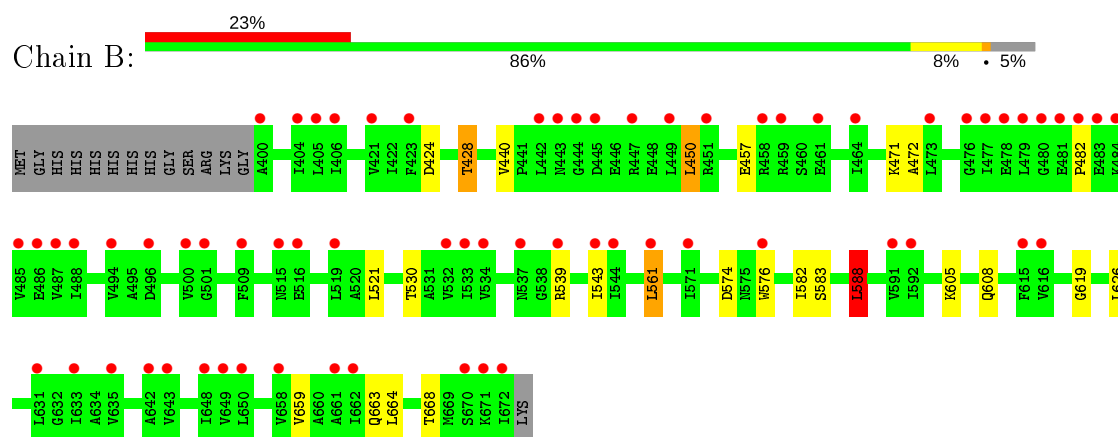 23%
Chain B:
86% 8% • 5%
MET GLY HIS HIS HIS HIS HIS HIS GLY SER ARG LYS GLY A400 I404 L405 I406 V421 I422 F423 D424 T428 V440 P441 L442 N443 G444 D445 E446 R447 E448 L449 L450 R451 E457 R458 R459 S460 E461 I464 K471 A472 L473 G476 I477 E478 L479 G480 E481 P482 E483 K484
V485 E486 V487 I488 V494 A495 D496 V500 G501 F509 N515 E516 L519 A520 L521 T530 A531 V532 I533 V534 N537 G538 R539 I543 I544 L561 I571 D574 N575 W576 I582 S583 L588 V591 I592 K605 Q608 F615 V616 G619 L626
L631 G632 I633 A634 V635 A642 V643 I648 V649 L650 V658 V659 A660 A661 I662 Q663 L664 T668 M669 S670 K671 I672 LYS